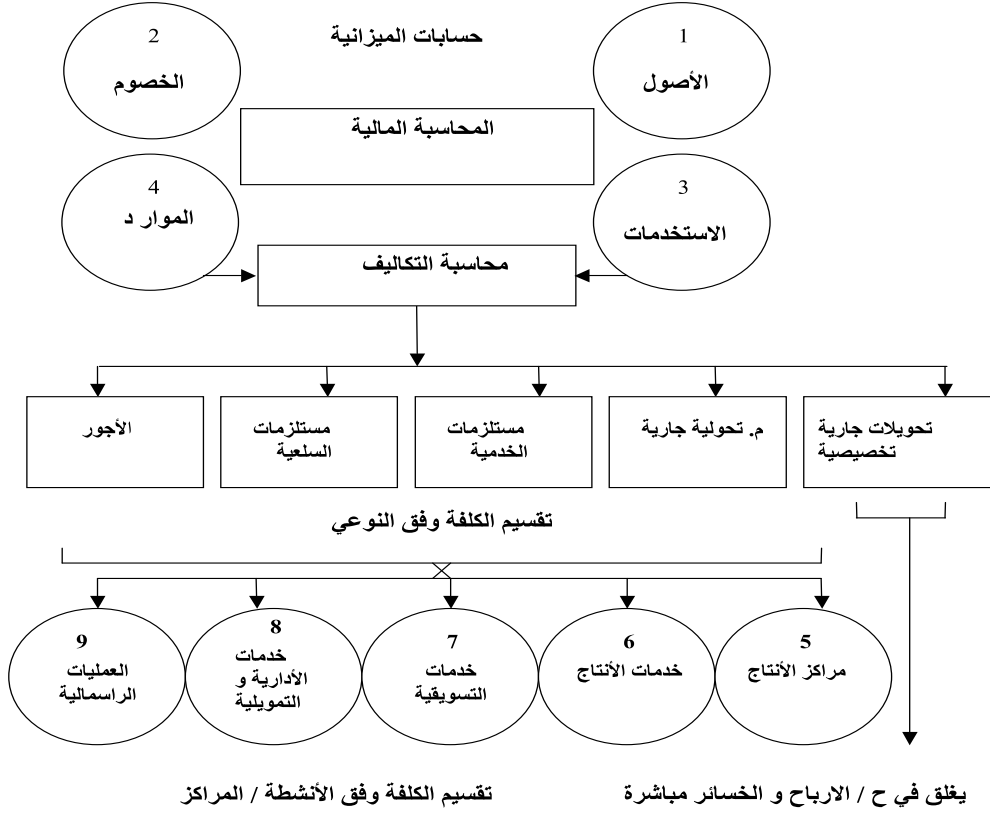 حسابات الميزانية
1
الأصول
2
الخصوم
المحاسبة المالية
3
الاستخدمات
4
الموار د
محاسبة التكاليف
تحويلات جارية
تخصيصية
م. تحولية جارية
مستلزمات
الخدمية
مستلزمات
السلعية
الأجور
تقسيم الكلفة وفق النوعي
5
مراكز الأنتاج
6
خدمات الأنتاج
7
خدمات
التسويقية
8
خدمات
الأدارية و
التمويلية
9
العمليات
الراسمالية
يغلق في ح / الارباح و الخسائر مباشرة
تقسيم الكلفة وفق الأنشطة / المراكز